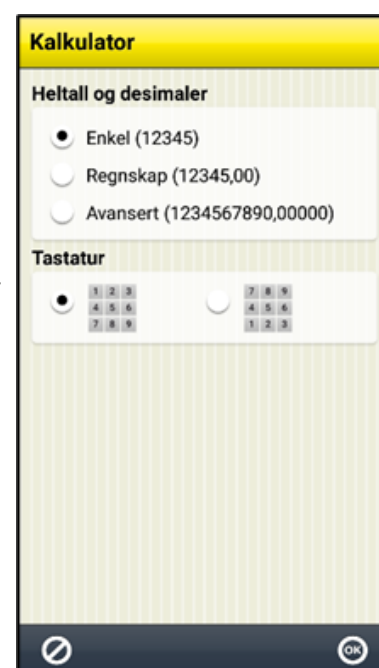 Kalkulator
Heltall og desimaler
Enkel (12345)
Regnskap (12345,00)
Avansert (1234567890,00000)
Tastatur
1 2 3 7 8 9
4 5 6 4 5 6
7 8 9 1 2 3
OK